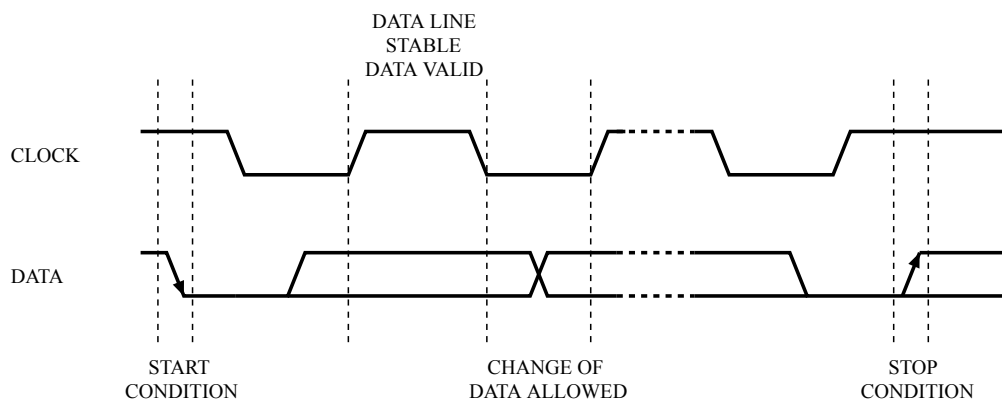 DATA LINE
STABLE
DATA VALID
CLOCK
DATA
START
CONDITION
CHANGE OF
DATA ALLOWED
STOP
CONDITION